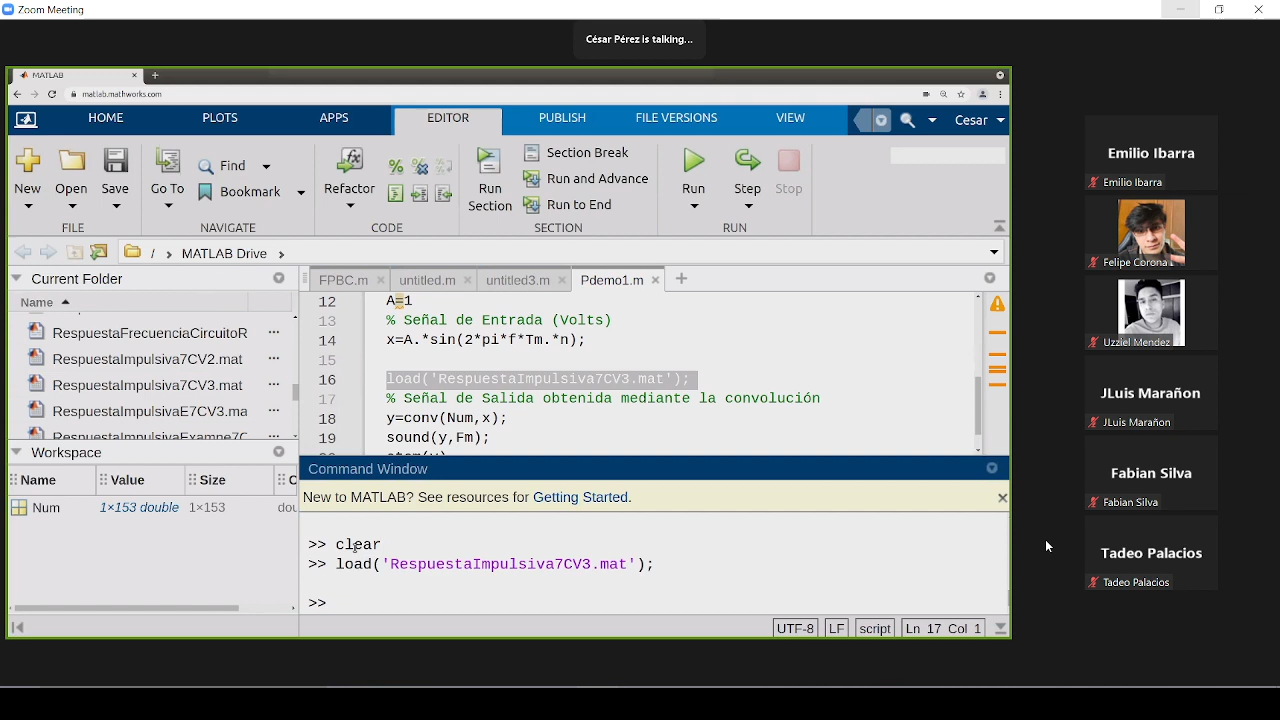 Zoom Meeting
César Pérez is talking...
MATLAB
matlab.mathworks.com
HOME PLOTS APPS EDITOR PUBLISH FILE VERSIONS VIEW Cesar
New Open Save Go To Find Bookmark Refactor Run Section Section Break Run and Advance Run to End Run Step Stop
FILE NAVIGATE CODE SECTION RUN
/ › MATLAB Drive ›
Current Folder
Name
RespuestaFrecuenciaCircuitoR
RespuestaImpulsiva7CV2.mat
RespuestaImpulsiva7CV3.mat
RespuestaImpulsivaE7CV3.ma
RespuestaImpulsivaExamne7C
Workspace
Name Value Size C
Num 1×153 double 1×153 dou
FPBC.m untitled.m untitled3.m Pdemo1.m
12 A=1
13 % Señal de Entrada (Volts)
14 x=A.*sin(2*pi*f*Tm.*n);
15
16 load('RespuestaImpulsiva7CV3.mat');
17 % Señal de Salida obtenida mediante la convolución
18 y=conv(Num,x);
19 sound(y,Fm);
Command Window
New to MATLAB? See resources for Getting Started.
>> clear
>> load('RespuestaImpulsiva7CV3.mat');
>>
UTF-8 LF script Ln 17 Col 1
Emilio Ibarra
Emilio Ibarra
Felipe Corona
Uzziel Mendez
JLuis Marañon
JLuis Marañon
Fabian Silva
Fabian Silva
Tadeo Palacios
Tadeo Palacios